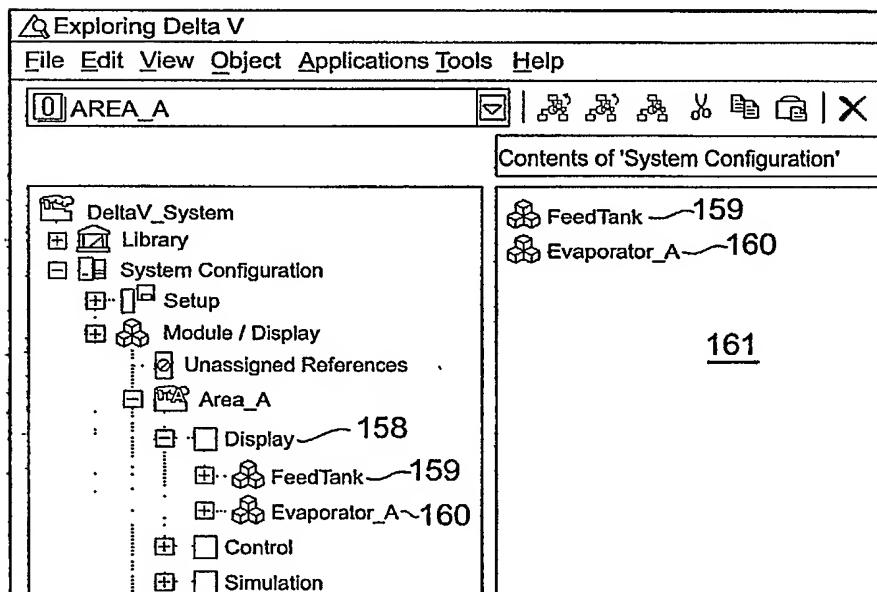 Exploring Delta V
File Edit View Object Applications Tools Help
AREA_A
Contents of 'System Configuration'
DeltaV_System
Library
System Configuration
Setup
Module / Display
Unassigned References
Area_A
Display 158
FeedTank 159
Evaporator_A 160
Control
Simulation
FeedTank 159
Evaporator_A 160
161